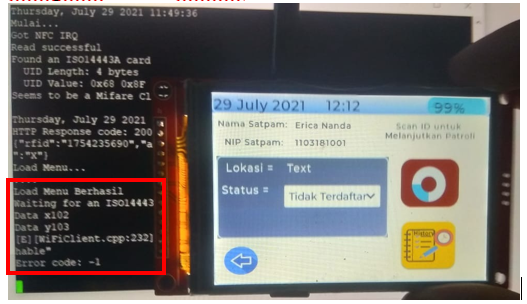 Thursday, July 29 2021 11:49:36
Mulai...
Got NFC IRQ
Read successful
Found an ISO14443A card
UID Length: 4 bytes
UID Value: 0x68 0x8F
Seems to be a Mifare Cl
Thursday, July 29 2021
HTTP Response code: 200
{"rfid":"1754235690","a
":"X"}
Load Menu...
Load Menu Berhasil
Waiting for an ISO14443
Data x102
Data y103
[E][WiFiClient.cpp:232]
hable"
Error code: -1
29 July 2021 12:12 99%
Nama Satpam: Erica Nanda
NIP Satpam: 1103181001
Scan ID untuk
Melanjutkan Patroli
Lokasi = Text
Status = Tidak Terdaftar
HISTORY